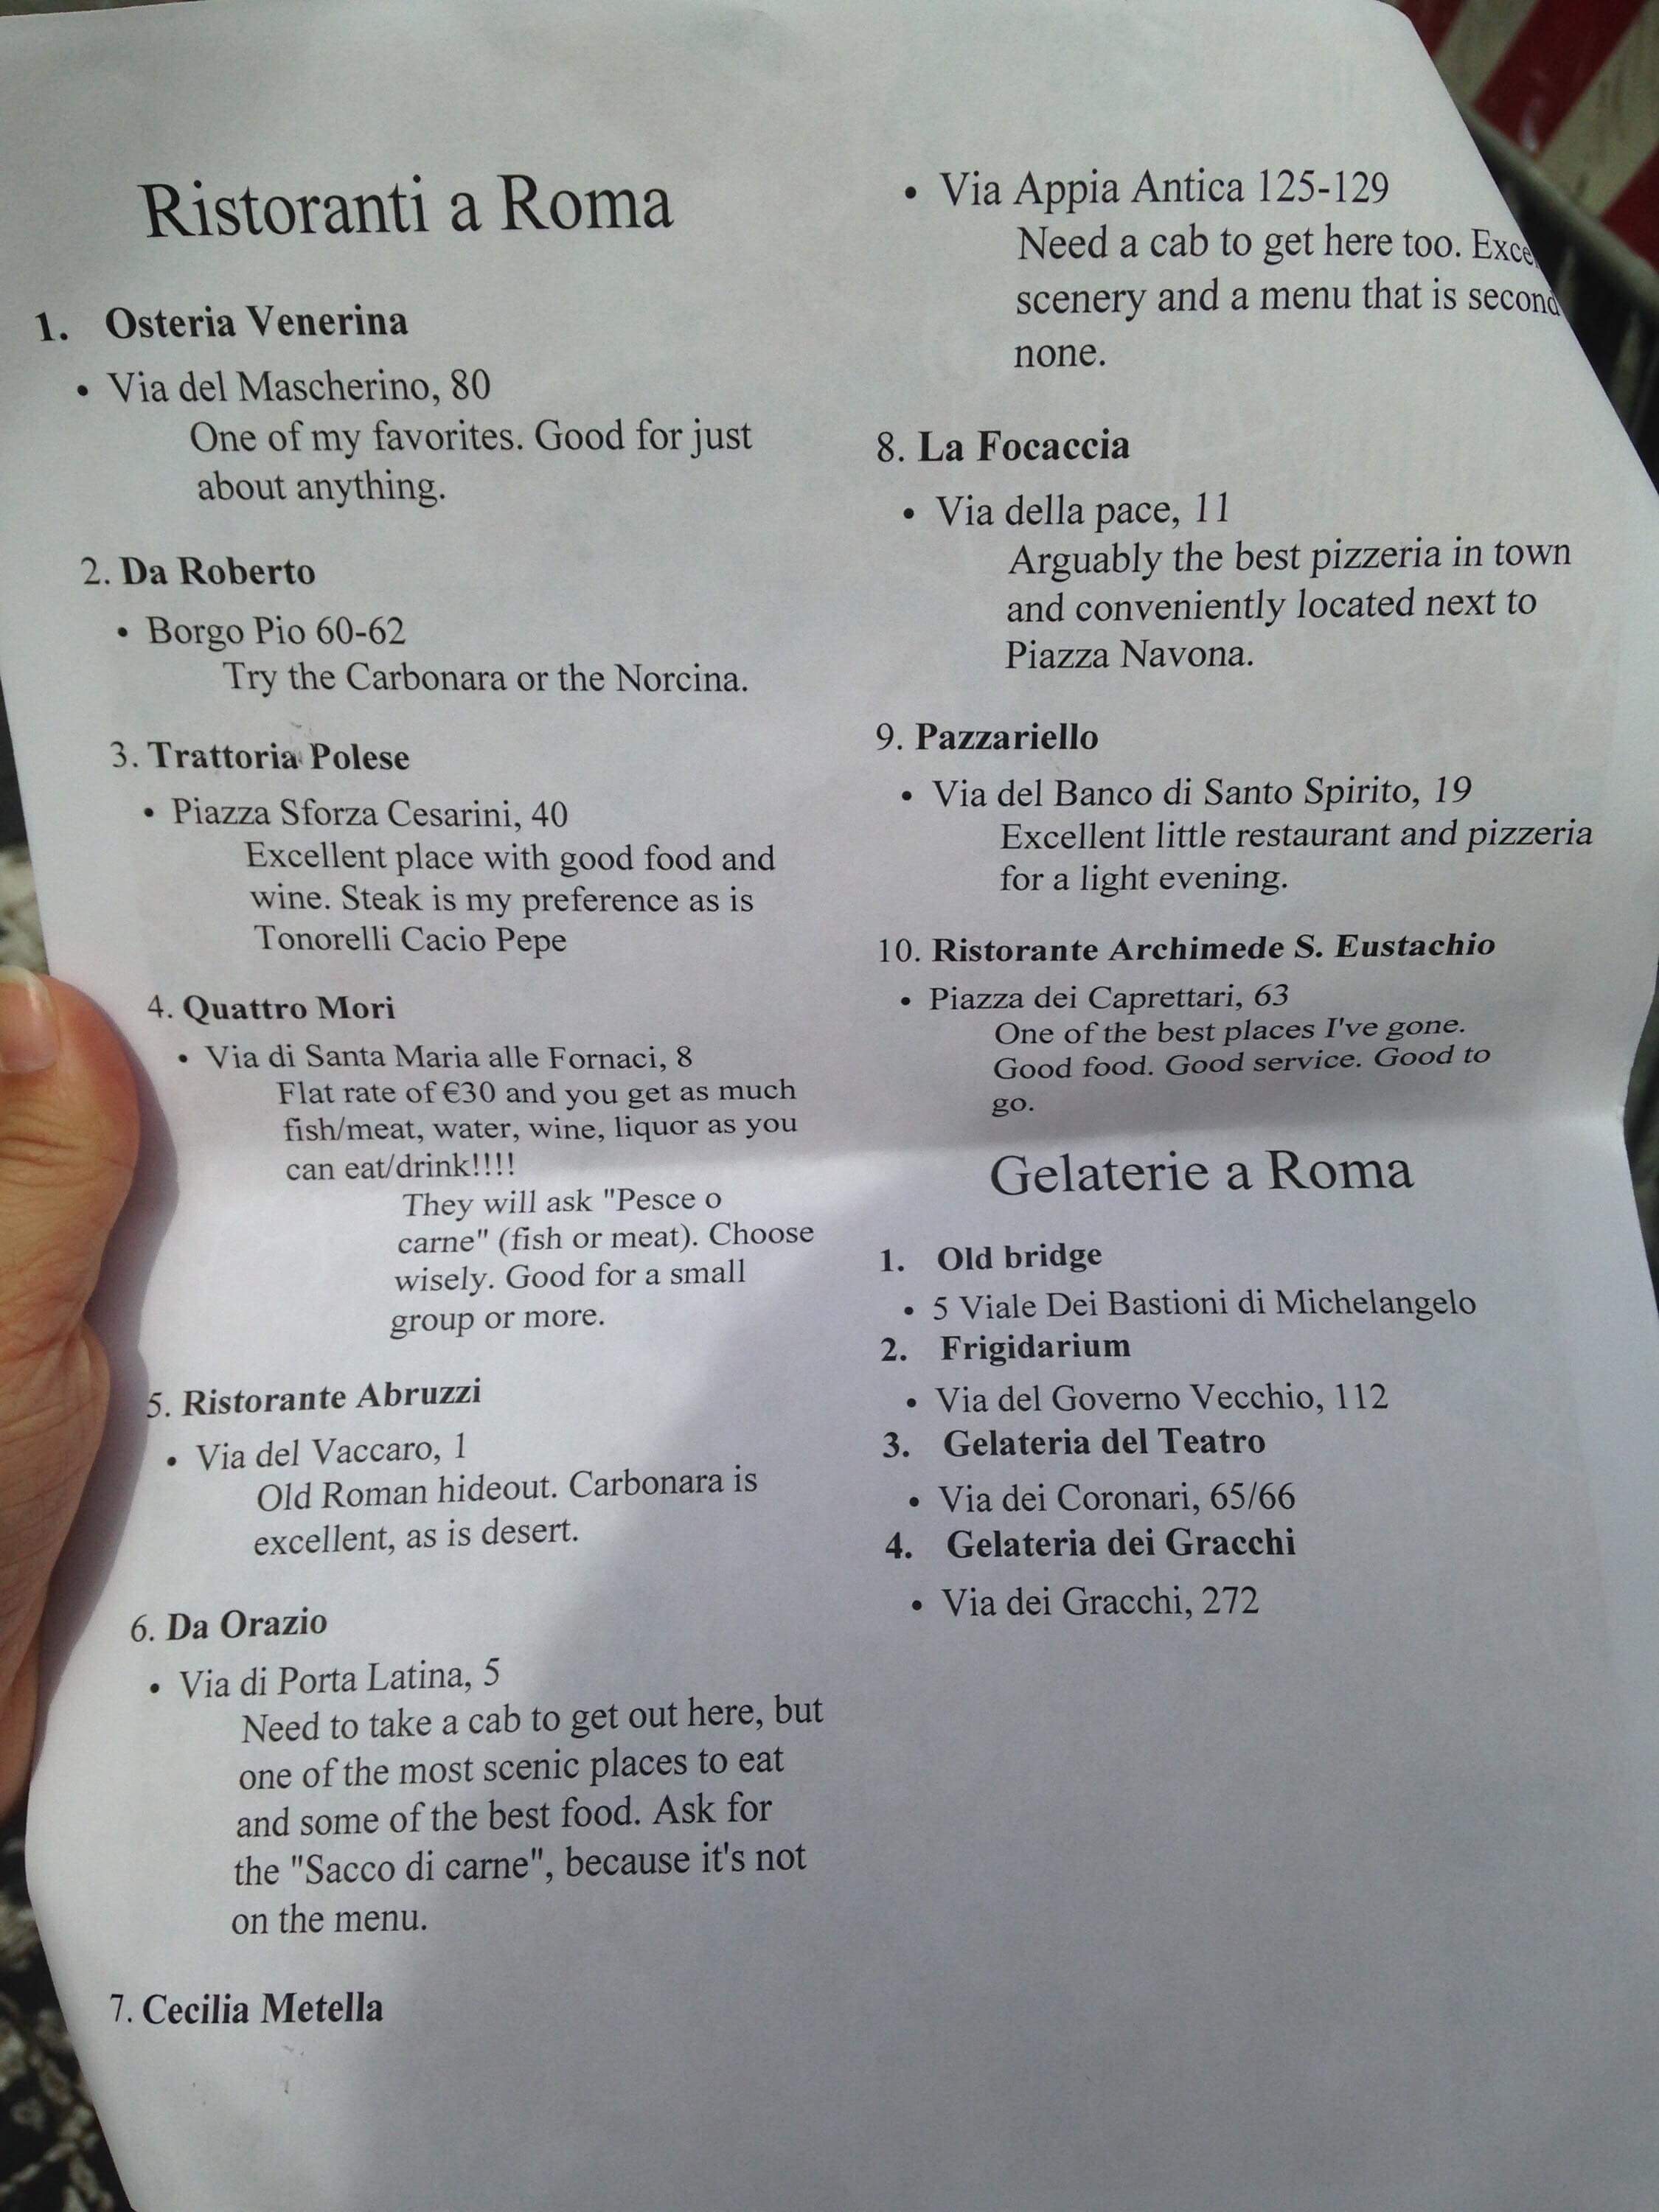 Ristoranti a Roma
1. Osteria Venerina
• Via del Mascherino, 80
One of my favorites. Good for just
about anything.
2. Da Roberto
• Borgo Pio 60-62
Try the Carbonara or the Norcina.
3. Trattoria Polese
• Piazza Sforza Cesarini, 40
Excellent place with good food and
wine. Steak is my preference as is
Tonorelli Cacio Pepe
4. Quattro Mori
• Via di Santa Maria alle Fornaci, 8
Flat rate of €30 and you get as much
fish/meat, water, wine, liquor as you
can eat/drink!!!!
They will ask "Pesce o
carne" (fish or meat). Choose
wisely. Good for a small
group or more.
5. Ristorante Abruzzi
• Via del Vaccaro, 1
Old Roman hideout. Carbonara is
excellent, as is desert.
6. Da Orazio
• Via di Porta Latina, 5
Need to take a cab to get out here, but
one of the most scenic places to eat
and some of the best food. Ask for
the "Sacco di carne", because it's not
on the menu.
7. Cecilia Metella
• Via Appia Antica 125-129
Need a cab to get here too.
scenery and a menu that is second
none.
8. La Focaccia
• Via della pace, 11
Arguably the best pizzeria in town
and conveniently located next to
Piazza Navona.
9. Pazzariello
• Via del Banco di Santo Spirito, 19
Excellent little restaurant and pizzeria
for a light evening.
10. Ristorante Archimede S. Eustachio
• Piazza dei Caprettari, 63
One of the best places I've gone.
Good food. Good service. Good to
go.
Gelaterie a Roma
1. Old bridge
• 5 Viale Dei Bastioni di Michelangelo
2. Frigidarium
• Via del Governo Vecchio, 112
3. Gelateria del Teatro
• Via dei Coronari, 65/66
4. Gelateria dei Gracchi
• Via dei Gracchi, 272